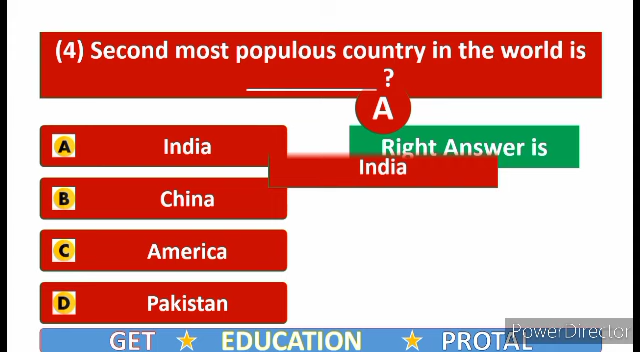 (4) Second most populous country in the world is
____________ ?
A
A India
Right Answer is
India
B China
C America
D Pakistan
GET ★ EDUCATION ★ PROTAL
PowerDirector